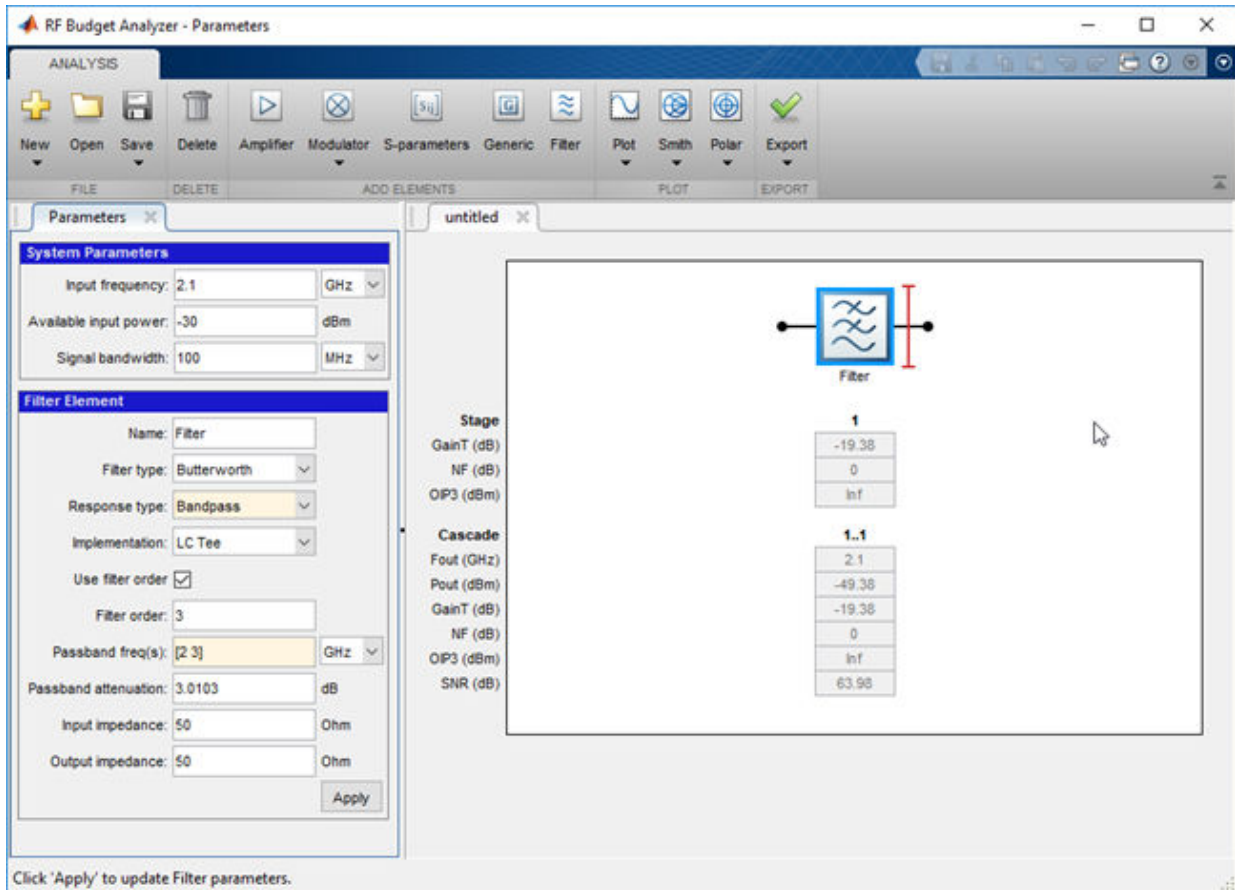 RF Budget Analyzer - Parameters
ANALYSIS
New Open Save Delete Amplifier Modulator S-parameters Generic Filter Plot Smith Polar Export
FILE DELETE ADD ELEMENTS PLOT EXPORT
Parameters
System Parameters
Input frequency: 2.1 GHz
Available input power: -30 dBm
Signal bandwidth: 100 MHz
Filter Element
Name: Filter
Filter type: Butterworth
Response type: Bandpass
Implementation: LC Tee
Use filter order
Filter order: 3
Passband freq(s): [2 3] GHz
Passband attenuation: 3.0103 dB
Input impedance: 50 Ohm
Output impedance: 50 Ohm
Apply
untitled
Filter
Stage 1
GainT (dB) -19.38
NF (dB) 0
OIP3 (dBm) Inf
Cascade 1..1
Fout (GHz) 2.1
Pout (dBm) -49.38
GainT (dB) -19.38
NF (dB) 0
OIP3 (dBm) Inf
SNR (dB) 63.98
Click 'Apply' to update Filter parameters.